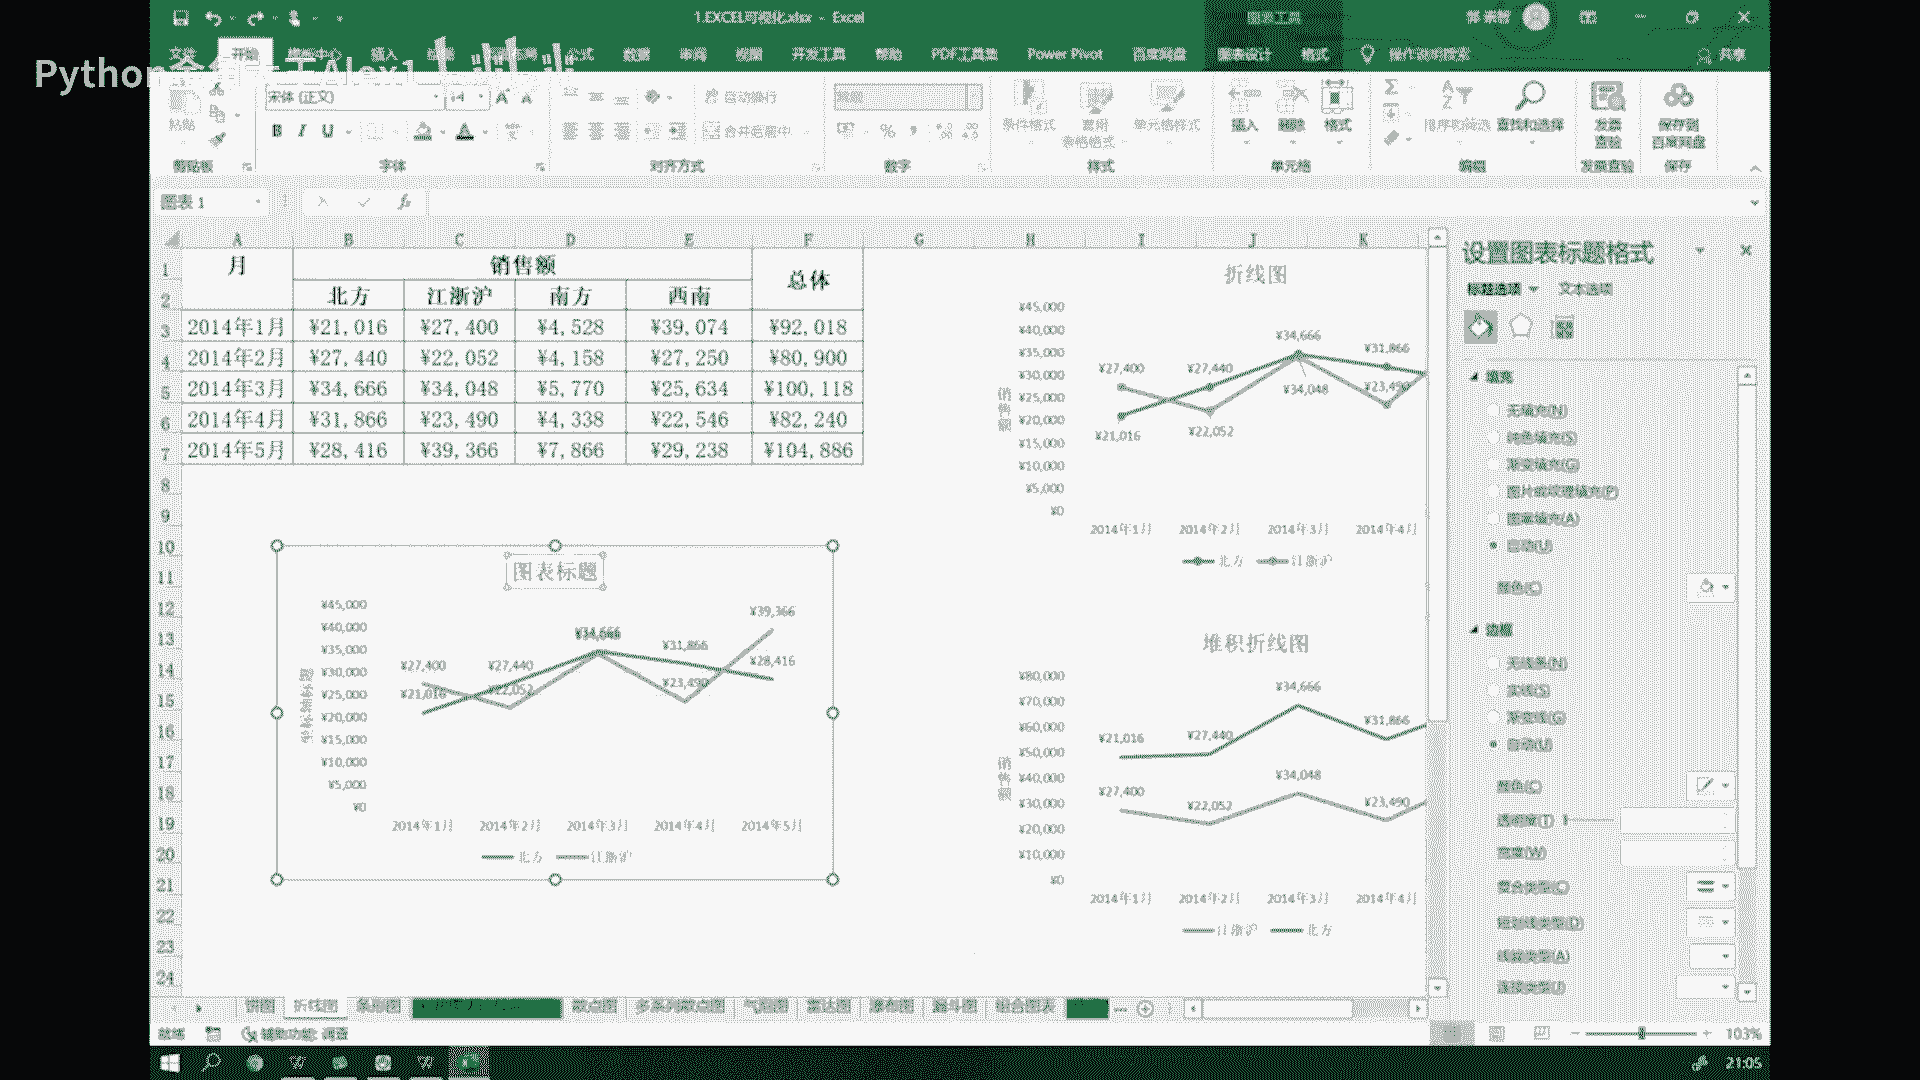 1.EXCEL可视化.xlsx - Excel
图表工具
文件 开始 插入 公式 数据 审阅 视图 开发工具 帮助 PDF工具集 Power Pivot 百度网盘 图表设计 格式 操作说明搜索 共享
Python
Alex1
宋体 (正文) 14 自动换行
粘贴 B I U 合并后居中 % 条件格式 套用 表格格式 单元格样式 插入 删除 格式 排序和筛选 查找和选择 发票 查验 保存到 百度网盘
剪贴板 字体 对齐方式 数字 样式 单元格 编辑 发票查验 保存
图表 1 fx
A B C D E F G H I J K
1 月 销售额 总体
2 北方 江浙沪 南方 西南
3 2014年1月 ¥21,016 ¥27,400 ¥4,528 ¥39,074 ¥92,018
4 2014年2月 ¥27,440 ¥22,052 ¥4,158 ¥27,250 ¥80,900
5 2014年3月 ¥34,666 ¥34,048 ¥5,770 ¥25,634 ¥100,118
6 2014年4月 ¥31,866 ¥23,490 ¥4,338 ¥22,546 ¥82,240
7 2014年5月 ¥28,416 ¥39,366 ¥7,866 ¥29,238 ¥104,886
8
9
10
11
12
13
14
15
16
17
18
19
20
21
22
23
24
图表标题
坐标轴标题
¥45,000
¥40,000
¥35,000
¥30,000
¥25,000
¥20,000
¥15,000
¥10,000
¥5,000
¥0
¥27,400 ¥27,440 ¥34,666 ¥31,866 ¥39,366
¥21,016 ¥22,052 ¥23,490 ¥28,416
2014年1月 2014年2月 2014年3月 2014年4月 2014年5月
北方 江浙沪
折线图
销售额
¥45,000
¥40,000
¥35,000
¥30,000
¥25,000
¥20,000
¥15,000
¥10,000
¥5,000
¥0
¥27,400 ¥27,440 ¥34,666 ¥31,866
¥21,016 ¥22,052 ¥34,048 ¥23,490
2014年1月 2014年2月 2014年3月 2014年4月
北方 江浙沪
堆积折线图
销售额
¥80,000
¥70,000
¥60,000
¥50,000
¥40,000
¥30,000
¥20,000
¥10,000
¥0
¥21,016 ¥27,440 ¥34,666 ¥31,866
¥27,400 ¥22,052 ¥34,048 ¥23,490
2014年1月 2014年2月 2014年3月 2014年4月
江浙沪 北方
设置图表标题格式
标题选项 文本选项
填充
无填充(N)
纯色填充(S)
渐变填充(G)
图片或纹理填充(P)
图案填充(A)
自动(U)
颜色(C)
边框
无线条(N)
实线(S)
渐变线(G)
自动(U)
颜色(C)
透明度(T)
宽度(W)
复合类型(C)
短划线类型(D)
线端类型(A)
连接类型(J)
饼图 折线图 条形图 散点图 多系列散点图 气泡图 雷达图 瀑布图 漏斗图 组合图表
就绪 辅助功能: 调查 103%
21:05